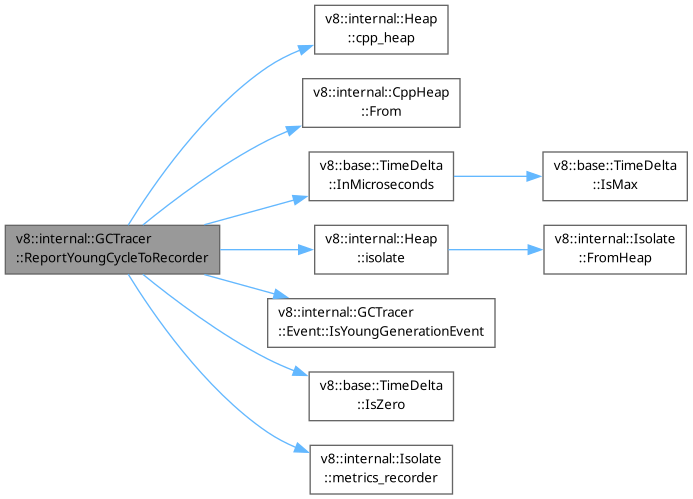 v8::internal::GCTracer
::ReportYoungCycleToRecorder
v8::internal::Heap
::cpp_heap
v8::internal::CppHeap
::From
v8::base::TimeDelta
::InMicroseconds
v8::base::TimeDelta
::IsMax
v8::internal::Heap
::isolate
v8::internal::Isolate
::FromHeap
v8::internal::GCTracer
::Event::IsYoungGenerationEvent
v8::base::TimeDelta
::IsZero
v8::internal::Isolate
::metrics_recorder